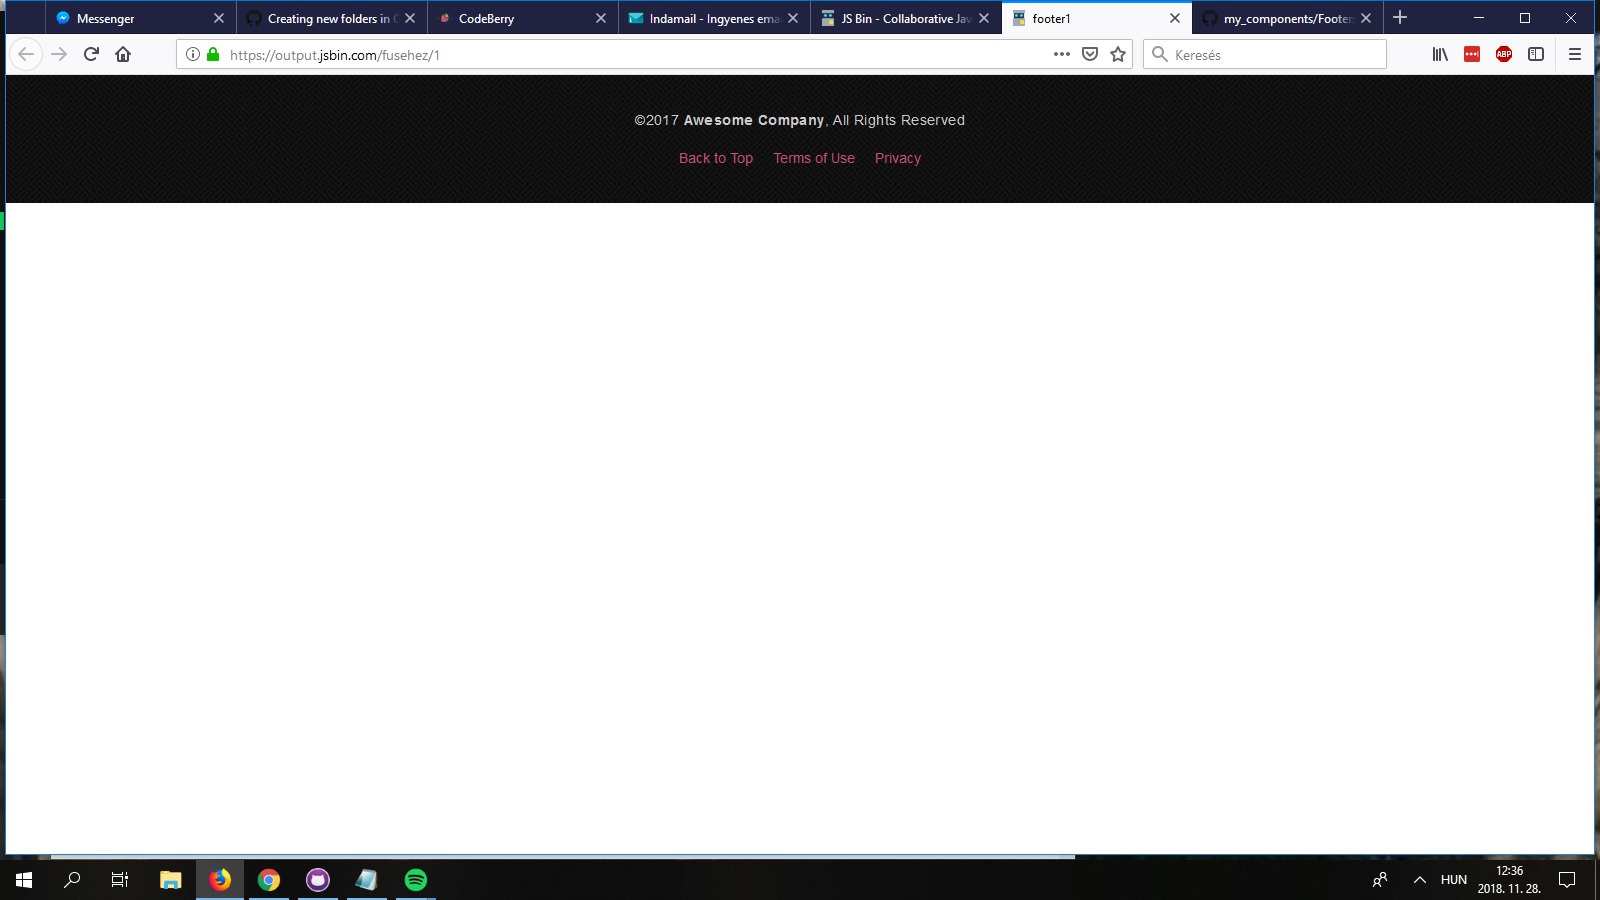 Messenger
Creating new folders in G
CodeBerry
Indamail - Ingyenes ema
JS Bin - Collaborative Jav
footer1
my_components/Footer
https://output.jsbin.com/fusehez/1
Keresés
ABP
©2017 Awesome Company, All Rights Reserved
Back to Top Terms of Use Privacy
HUN
12:36
2018. 11. 28.